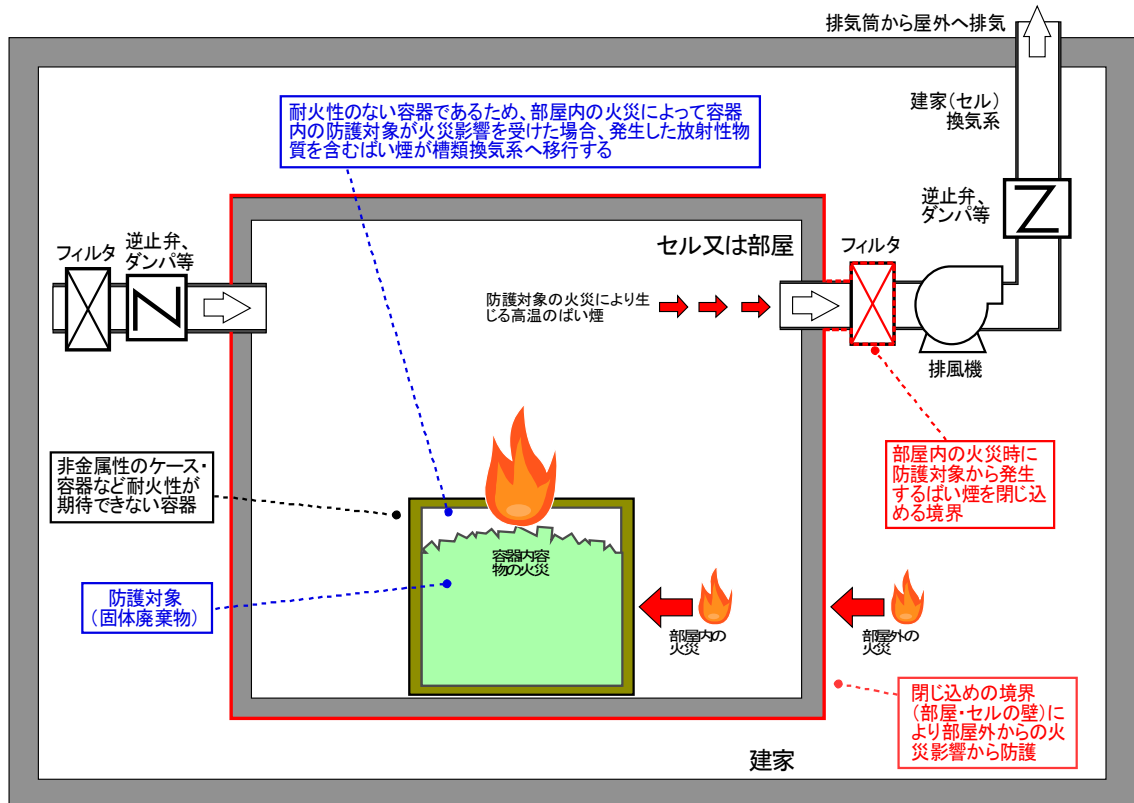 排気筒から屋外へ排気
建家(セル)
換気系
耐火性のない容器であるため、部屋内の火災によって容器
内の防護対象が火災影響を受けた場合、発生した放射性物
質を含むばい煙が槽類換気系へ移行する
逆止弁、
ダンパ等
フィルタ
逆止弁、
ダンパ等
セル又は部屋
フィルタ
防護対象の火災により生
じる高温のばい煙
排風機
非金属性のケース・
容器など耐火性が
期待できない容器
部屋内の火災時に
防護対象から発生
するばい煙を閉じ込
める境界
容器内容
物の火災
防護対象
(固体廃棄物)
部屋内の
火災
部屋外の
火災
閉じ込めの境界
(部屋・セルの壁)に
より部屋外からの火
災影響から防護
建家